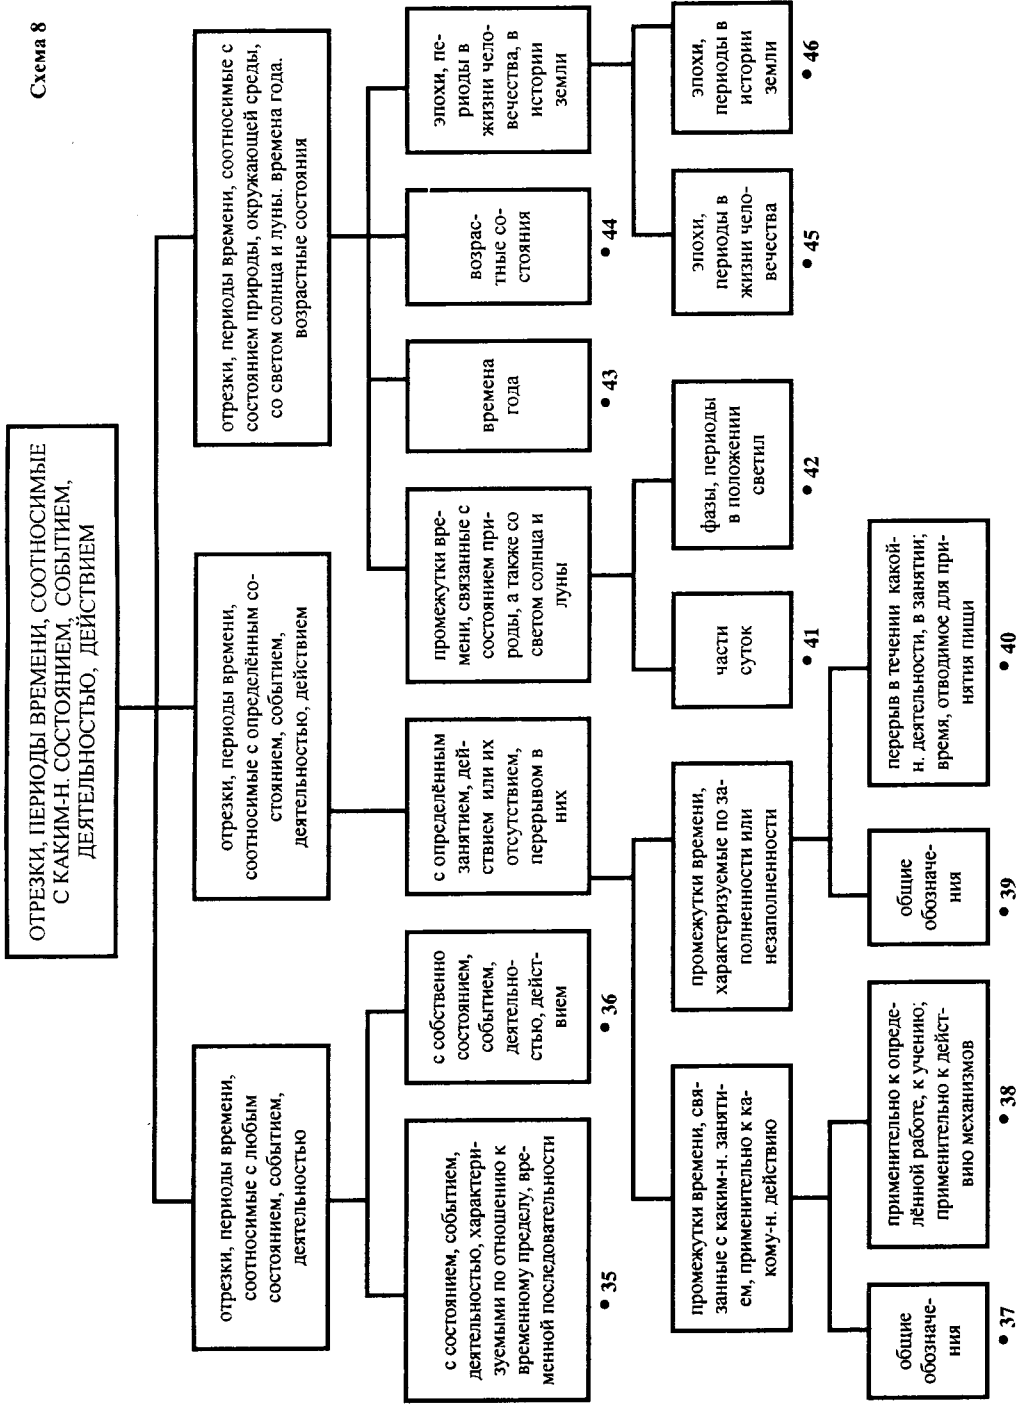 Схема 8
ОТРЕЗКИ, ПЕРИОДЫ ВРЕМЕНИ, СООТНОСИМЫЕ
С КАКИМ-Н. СОСТОЯНИЕМ, СОБЫТИЕМ,
ДЕЯТЕЛЬНОСТЬЮ, ДЕЙСТВИЕМ
отрезки, периоды времени,
соотносимые с любым
состоянием, событием,
деятельностью
отрезки, периоды времени,
соотносимые с определённым со-
стоянием, событием,
деятельностью, действием
отрезки, периоды времени, соотносимые с
состоянием природы, окружающей среды,
со светом солнца и луны. времена года.
возрастные состояния
с состоянием, событием,
деятельностью, характери-
зуемыми по отношению к
временному пределу, вре-
менной последовательности
• 35
с собственно
состоянием,
событием,
деятельно-
стью, дейст-
вием
• 36
с определённым
занятием, дей-
ствием или их
отсутствием,
перерывом в
них
промежутки вре-
мени, связанные с
состоянием при-
роды, а также со
светом солнца и
луны
времена
года
• 43
возрас-
тные со-
стояния
• 44
эпохи, пе-
риоды в
жизни чело-
вечества, в
истории
земли
промежутки времени, свя-
занные с каким-н. заняти-
ем, применительно к ка-
кому-н. действию
промежутки времени,
характеризуемые по за-
полненности или
незаполненности
части
суток
• 41
фазы, периоды
в положении
светил
• 42
эпохи,
периоды в
жизни чело-
вечества
• 45
эпохи,
периоды в
истории
земли
• 46
общие
обозначе-
ния
• 37
применительно к опреде-
лённой работе, к учению;
применительно к дейст-
вию механизмов
• 38
общие
обозначе-
ния
• 39
перерыв в течении какой-
н. деятельности, в занятии;
время, отводимое для при-
нятия пищи
• 40